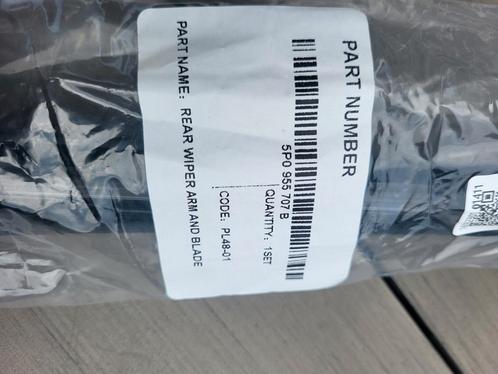 PART NUMBER
5P0 955 707 B
QUANTITY: 1SET
CODE: PL48-01
PART NAME: REAR WIPER ARM AND BLADE